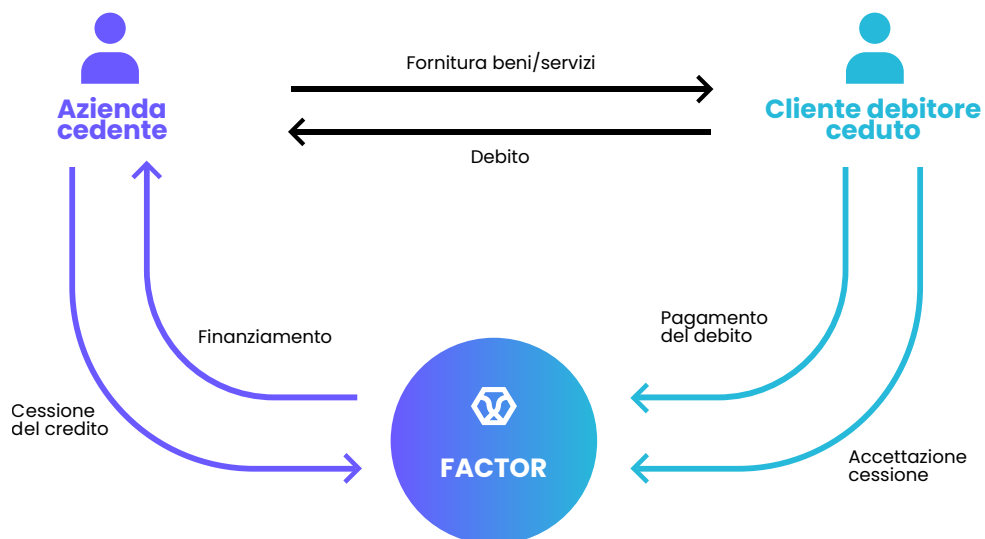 Fornitura beni/servizi
Azienda
cedente
Cliente debitore
ceduto
Debito
Finanziamento
Pagamento
del debito
Cessione
del credito
FACTOR
Accettazione
cessione